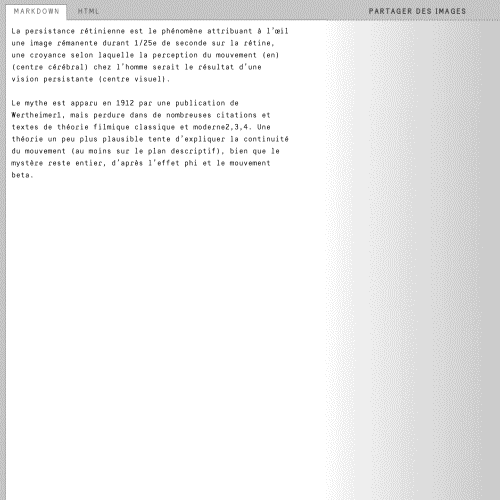 MARKDOWN HTML PARTAGER DES IMAGES
La persistance rétinienne est le phénomène attribuant à l'œil
une image rémanente durant 1/25e de seconde sur la rétine,
une croyance selon laquelle la perception du mouvement (en)
(centre cérébral) chez l'homme serait le résultat d'une
vision persistante (centre visuel).
Le mythe est apparu en 1912 par une publication de
Wertheimer1, mais perdure dans de nombreuses citations et
textes de théorie filmique classique et moderne2,3,4. Une
théorie un peu plus plausible tente d'expliquer la continuité
du mouvement (au moins sur le plan descriptif), bien que le
mystère reste entier, d'après l'effet phi et le mouvement
beta.